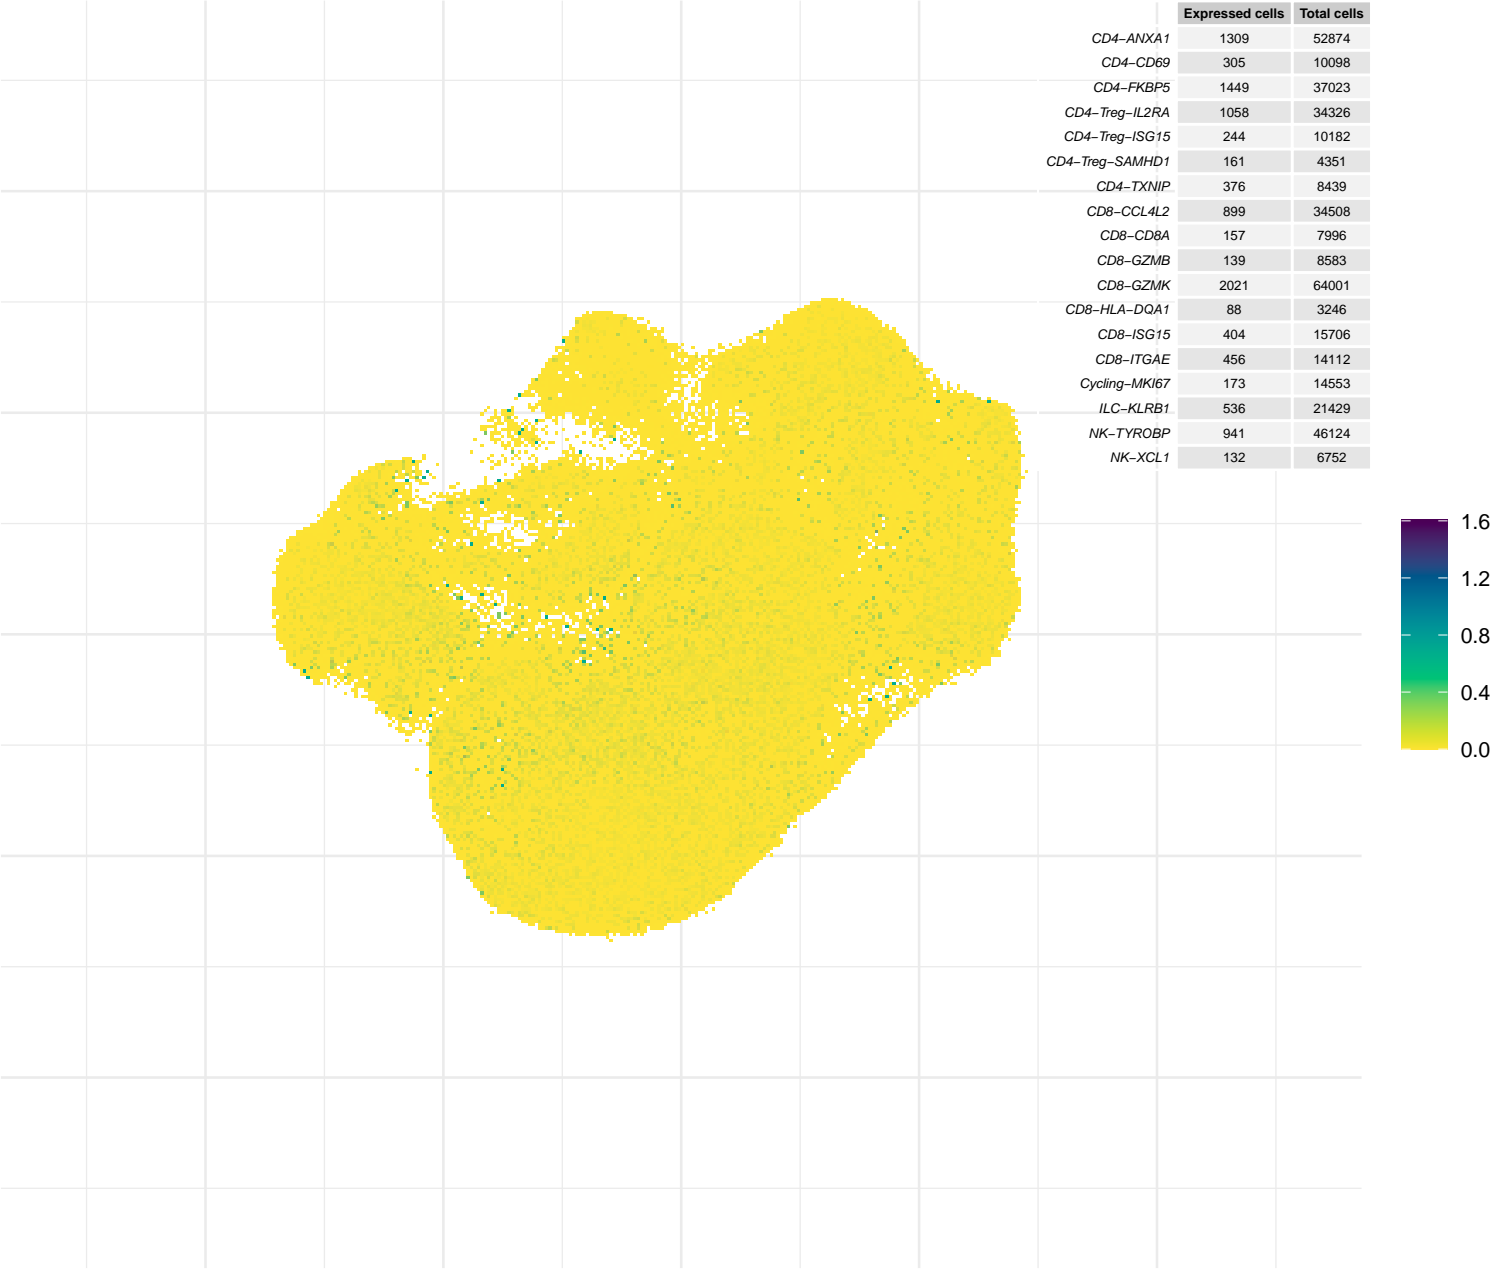 Expressed cells Total cells
CD4−ANXA1 1309 52874
CD4−CD69 305 10098
CD4−FKBP5 1449 37023
CD4−Treg−IL2RA 1058 34326
CD4−Treg−ISG15 244 10182
CD4−Treg−SAMHD1 161 4351
CD4−TXNIP 376 8439
CD8−CCL4L2 899 34508
CD8−CD8A 157 7996
CD8−GZMB 139 8583
CD8−GZMK 2021 64001
CD8−HLA−DQA1 88 3246
CD8−ISG15 404 15706
CD8−ITGAE 456 14112
Cycling−MKI67 173 14553
ILC−KLRB1 536 21429
NK−TYROBP 941 46124
NK−XCL1 132 6752
1.6
1.2
0.8
0.4
0.0